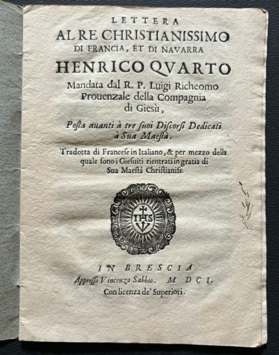 LETTERA
AL RE CHRISTIANISSIMO
DI FRANCIA, ET DI NAVARRA
HENRICO QVARTO
Mandata dal R. P. Luigi Richeomo
Prouenzale della Compagnia
di Giesù,
Posta auanti à tre suoi Discorsi Dedicati
à Sua Maestà.
Tradotta di Francese in Italiano, & per mezzo della
quale sono i Giesuiti rientrati in gratia di
Sua Maestà Christianiss.
IHS
IN BRESCIA
Appresso Vincenzo Sabbio. MDCI.
Con licenza de' Superiori.